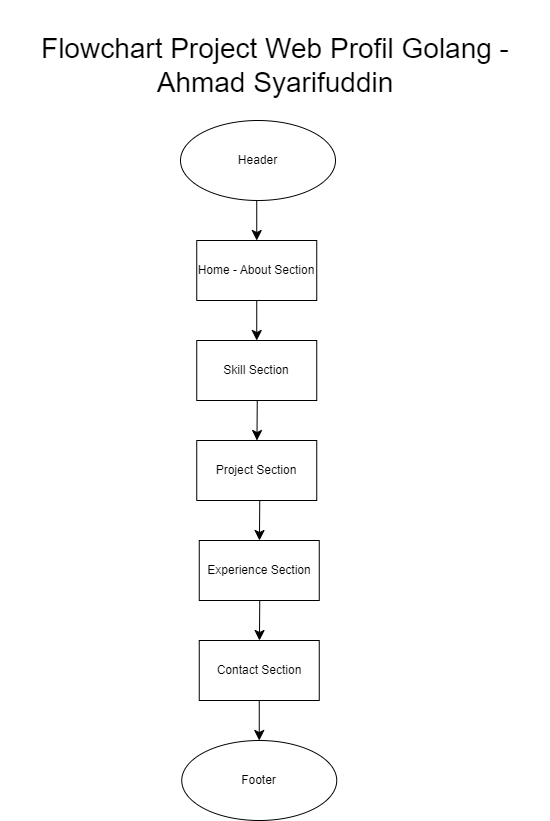 Flowchart Project Web Profil Golang -
Ahmad Syarifuddin
Header
Home - About Section
Skill Section
Project Section
Experience Section
Contact Section
Footer